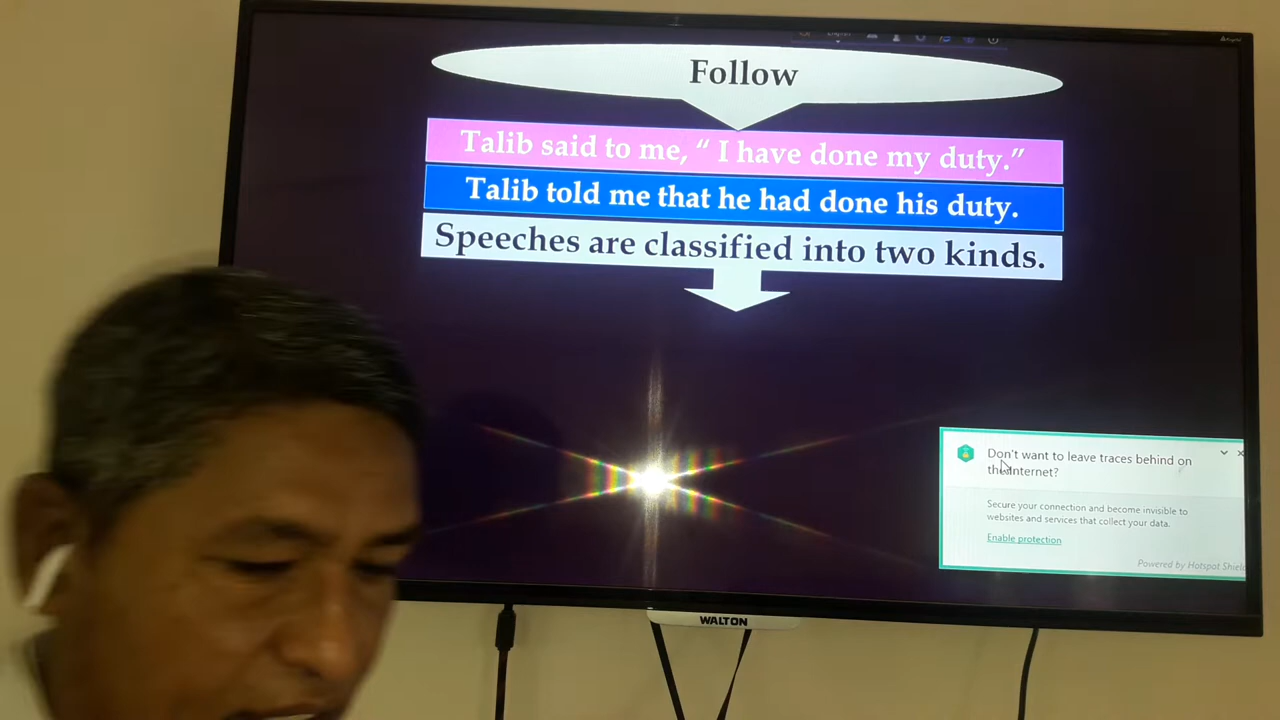 Follow
Talib said to me, “ I have done my duty.”
Talib told me that he had done his duty.
Speeches are classified into two kinds.
Don't want to leave traces behind on
the Internet?
Secure your connection and become invisible to
websites and services that collect your data.
Enable protection
Powered by Hotspot Shield
WALTON